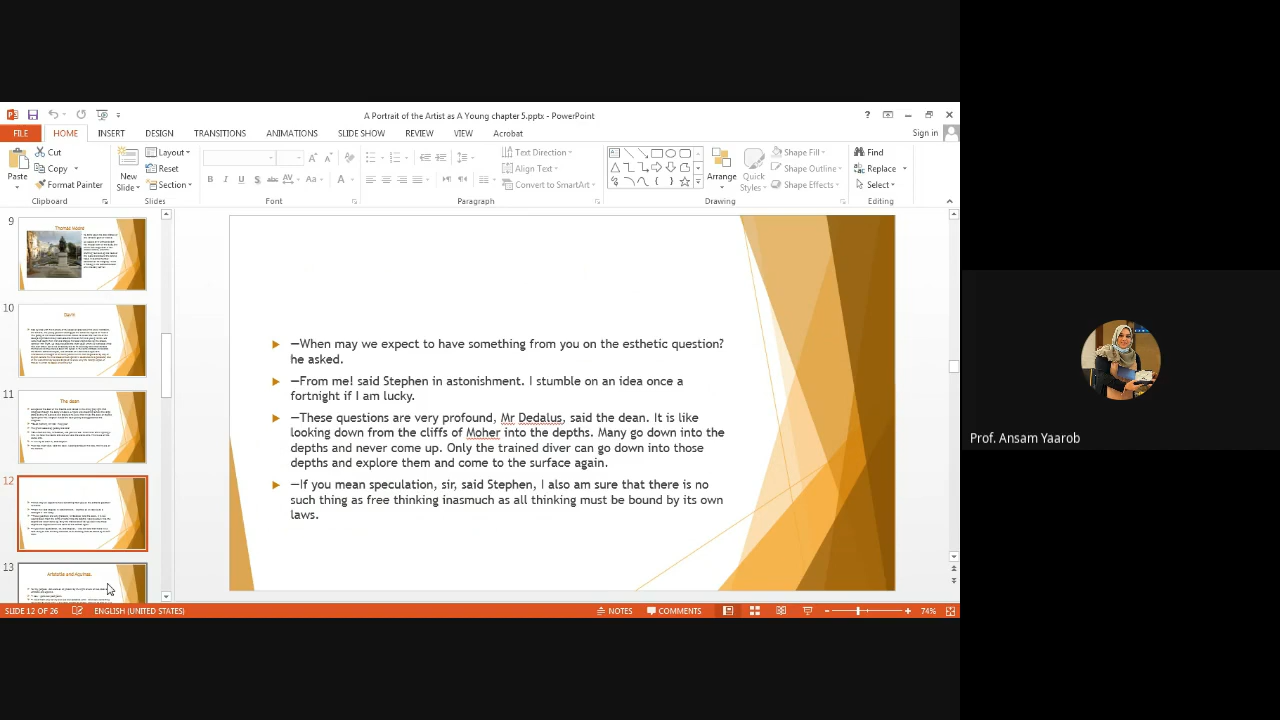 A Portrait of the Artist as A Young chapter 5.pptx - PowerPoint
FILE HOME INSERT DESIGN TRANSITIONS ANIMATIONS SLIDE SHOW REVIEW VIEW Acrobat Sign in
Paste
Cut
Copy
Format Painter
Clipboard
New
Slide
Layout
Reset
Section
Slides
Font
Text Direction
Align Text
Convert to SmartArt
Paragraph
Arrange
Quick
Styles
Shape Fill
Shape Outline
Shape Effects
Drawing
Find
Replace
Select
Editing
9
10
Davin
11
The dean
12
13
Aristotle and Aquinas.
—When may we expect to have something from you on the esthetic question?
he asked.
—From me! said Stephen in astonishment. I stumble on an idea once a
fortnight if I am lucky.
—These questions are very profound, Mr Dedalus, said the dean. It is like
looking down from the cliffs of Moher into the depths. Many go down into the
depths and never come up. Only the trained diver can go down into those
depths and explore them and come to the surface again.
—If you mean speculation, sir, said Stephen, I also am sure that there is no
such thing as free thinking inasmuch as all thinking must be bound by its own
laws.
SLIDE 12 OF 26 ENGLISH (UNITED STATES) NOTES COMMENTS 74%
Prof. Ansam Yaarob